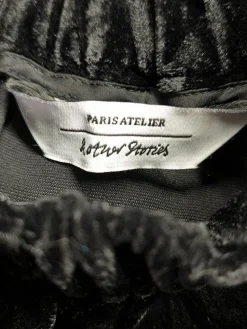 PARIS ATELIER
& other Stories